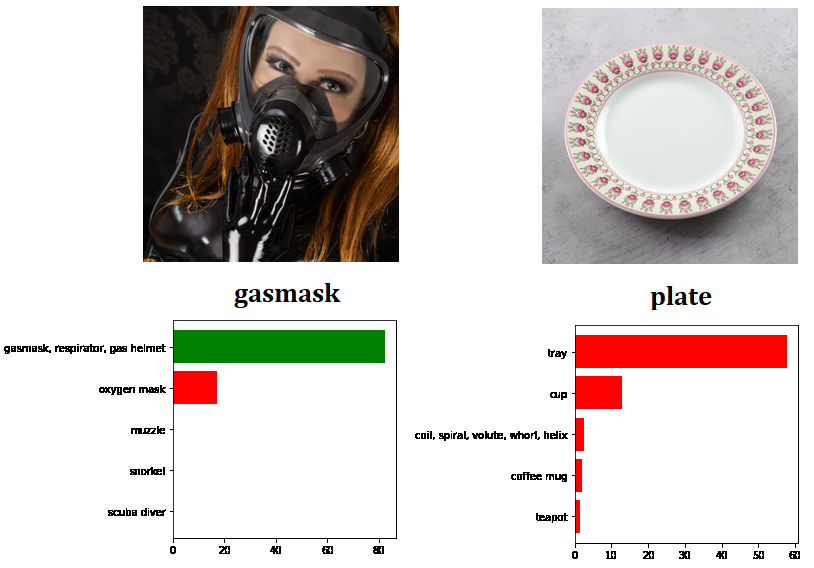 gasmask
gasmask, respirator, gas helmet
oxygen mask
muzzle
snorkel
scuba diver
0 20 40 60 80
plate
tray
cup
coil, spiral, volute, whorl, helix
coffee mug
teapot
0 10 20 30 40 50 60